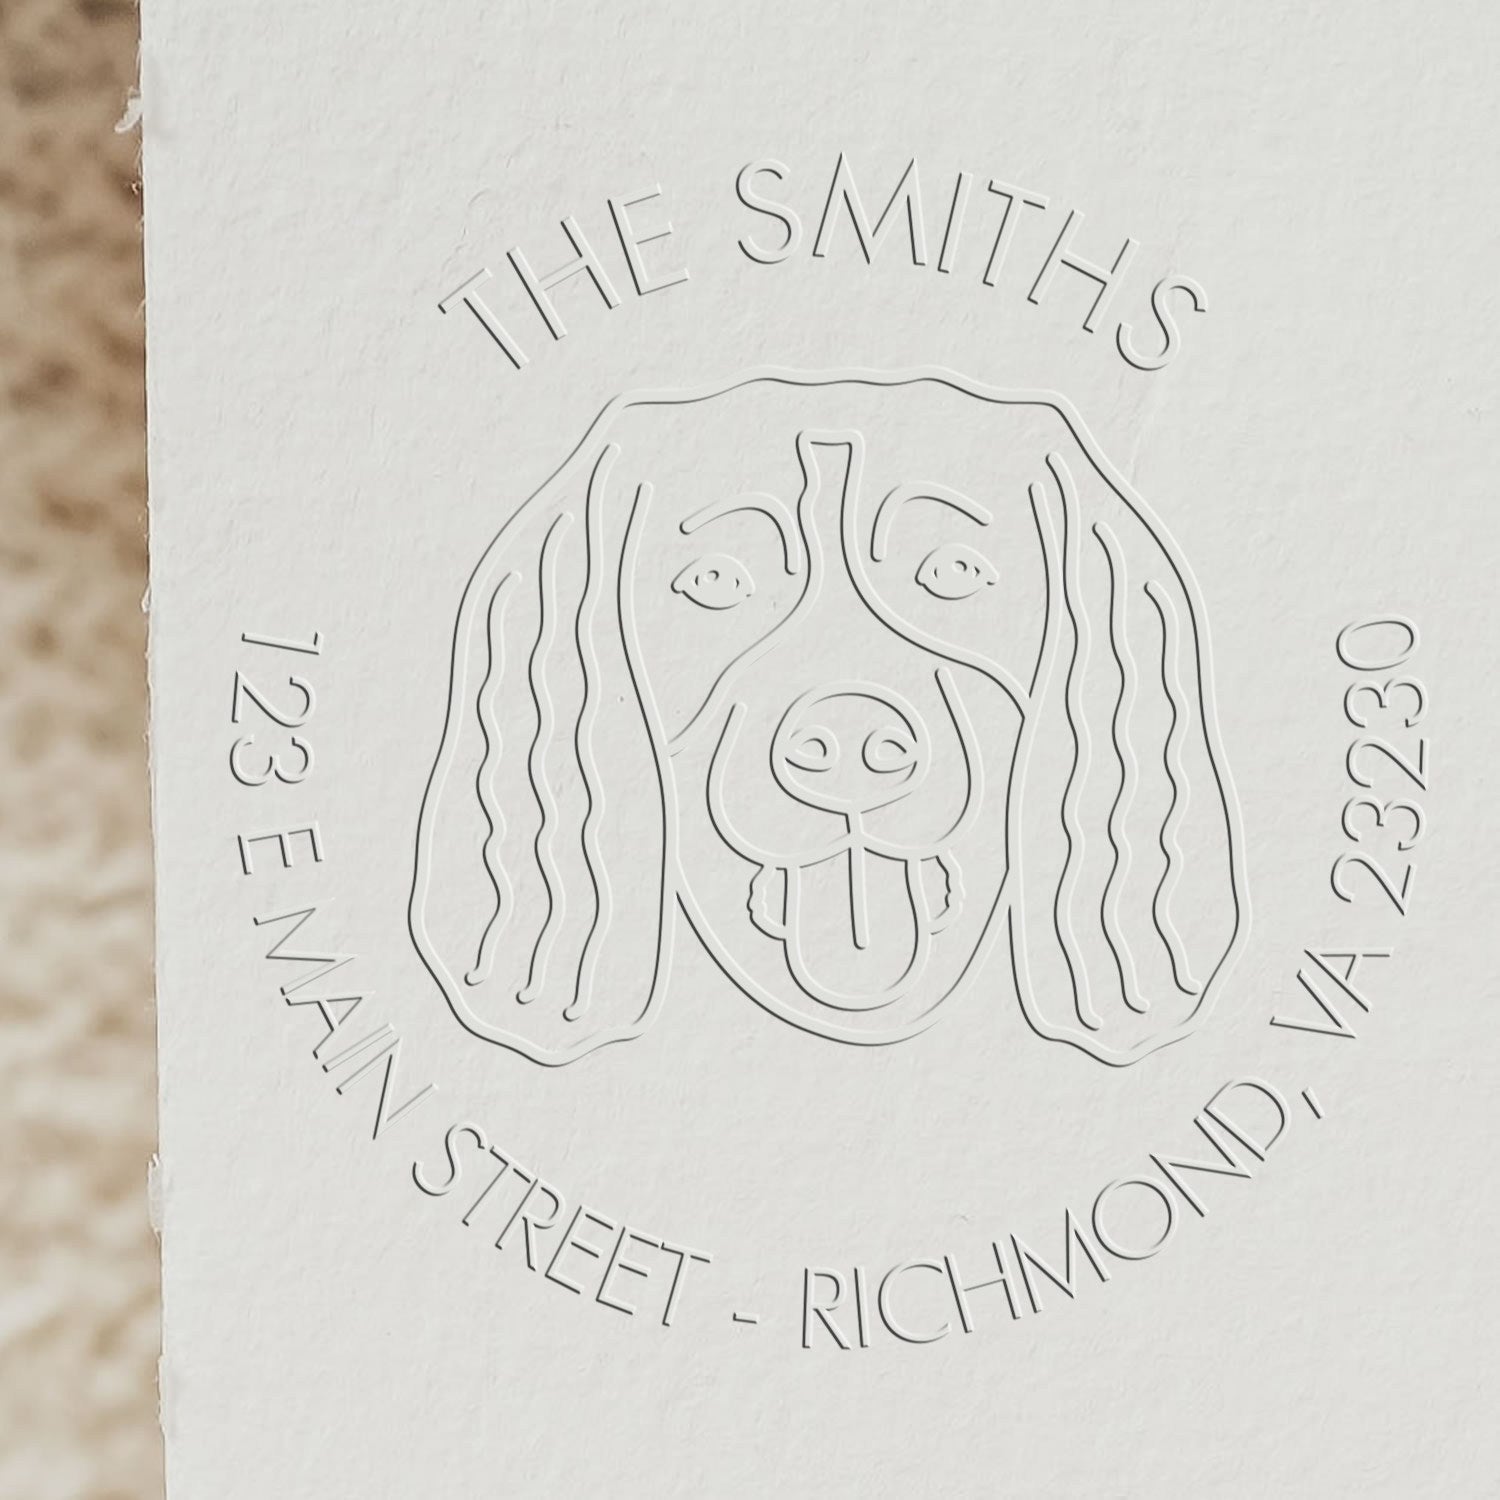 THE SMITHS
123 E MAIN STREET - RICHMOND, VA 23230